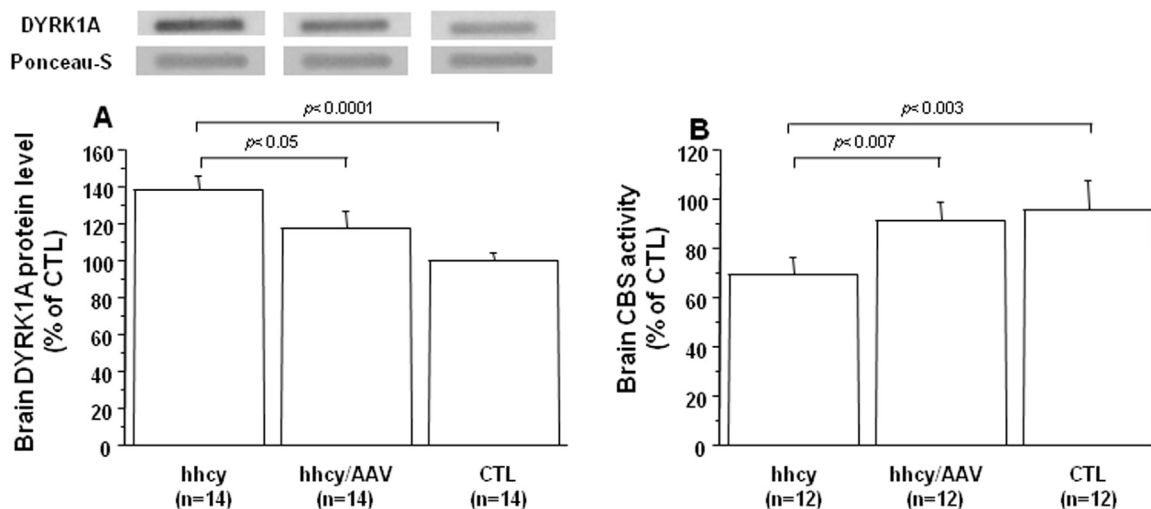 DYRK1A
Ponceau-S
A
p< 0.0001
p< 0.05
Brain DYRK1A protein level
(% of CTL)
160
140
120
100
80
60
40
20
0
hhcy
(n=14)
hhcy/AAV
(n=14)
CTL
(n=14)
B
p< 0.003
p< 0.007
Brain CBS activity
(% of CTL)
120
100
80
60
40
20
0
hhcy
(n=12)
hhcy/AAV
(n=12)
CTL
(n=12)